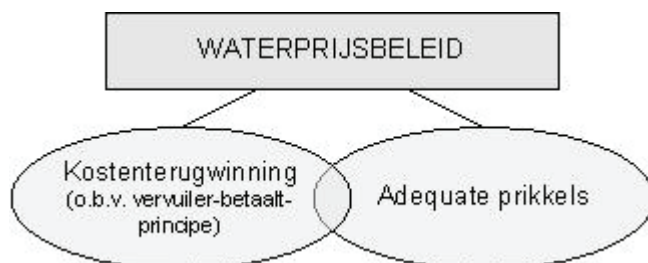 WATERPRIJSBELEID
Kostenterugwinning
(o.b.v. vervuiler-betaalt-
principe)
Adequate prikkels